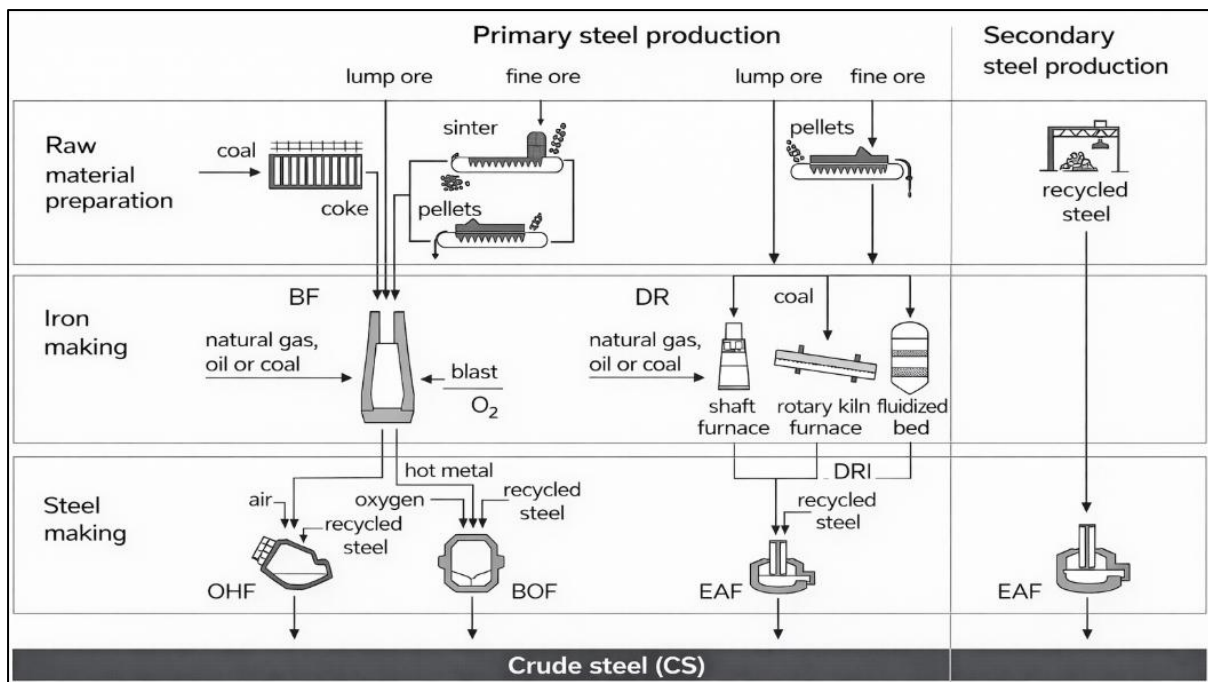 Primary steel production
Secondary
steel production
lump ore
fine ore
lump ore
fine ore
Raw
material
preparation
coal
coke
sinter
pellets
pellets
recycled
steel
Iron
making
BF
natural gas,
oil or coal
blast
O₂
DR
natural gas,
oil or coal
coal
shaft
furnace
rotary kiln
furnace
fluidized
bed
Steel
making
air
recycled
steel
OHF
hot metal
oxygen
recycled
steel
BOF
DRI
recycled
steel
EAF
EAF
Crude steel (CS)